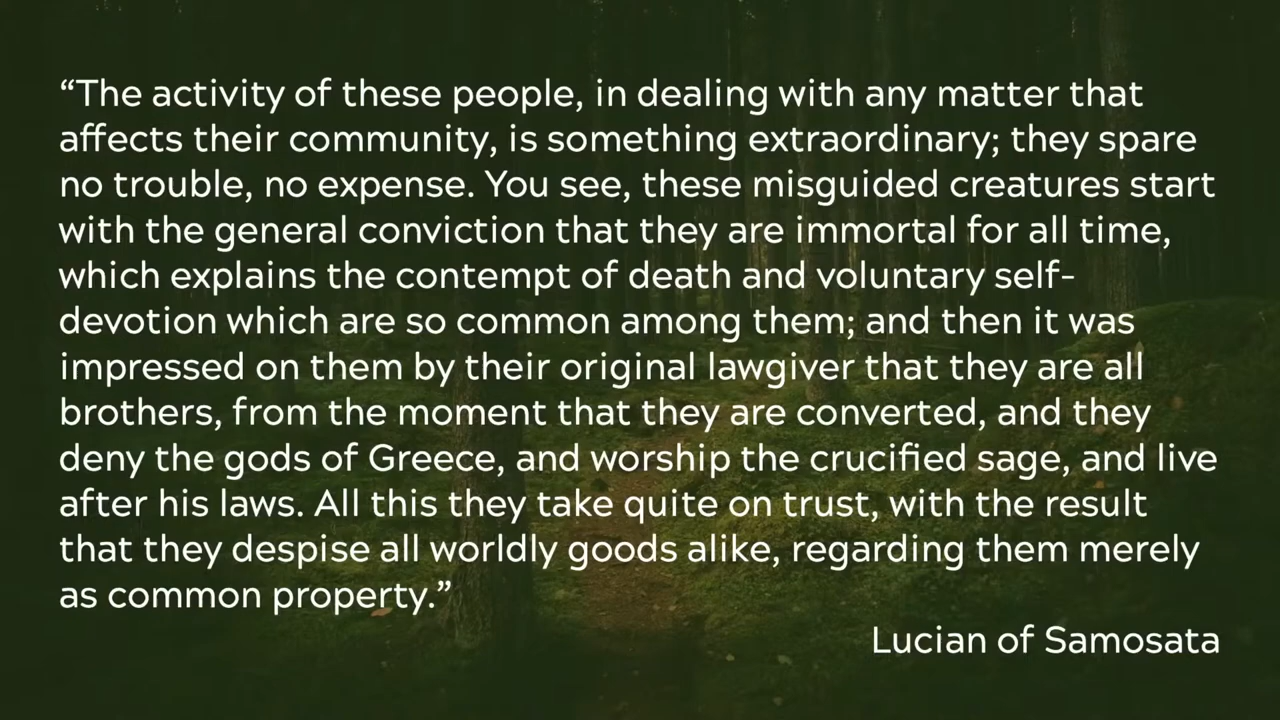 “The activity of these people, in dealing with any matter that
affects their community, is something extraordinary; they spare
no trouble, no expense. You see, these misguided creatures start
with the general conviction that they are immortal for all time,
which explains the contempt of death and voluntary self-
devotion which are so common among them; and then it was
impressed on them by their original lawgiver that they are all
brothers, from the moment that they are converted, and they
deny the gods of Greece, and worship the crucified sage, and live
after his laws. All this they take quite on trust, with the result
that they despise all worldly goods alike, regarding them merely
as common property.”
Lucian of Samosata